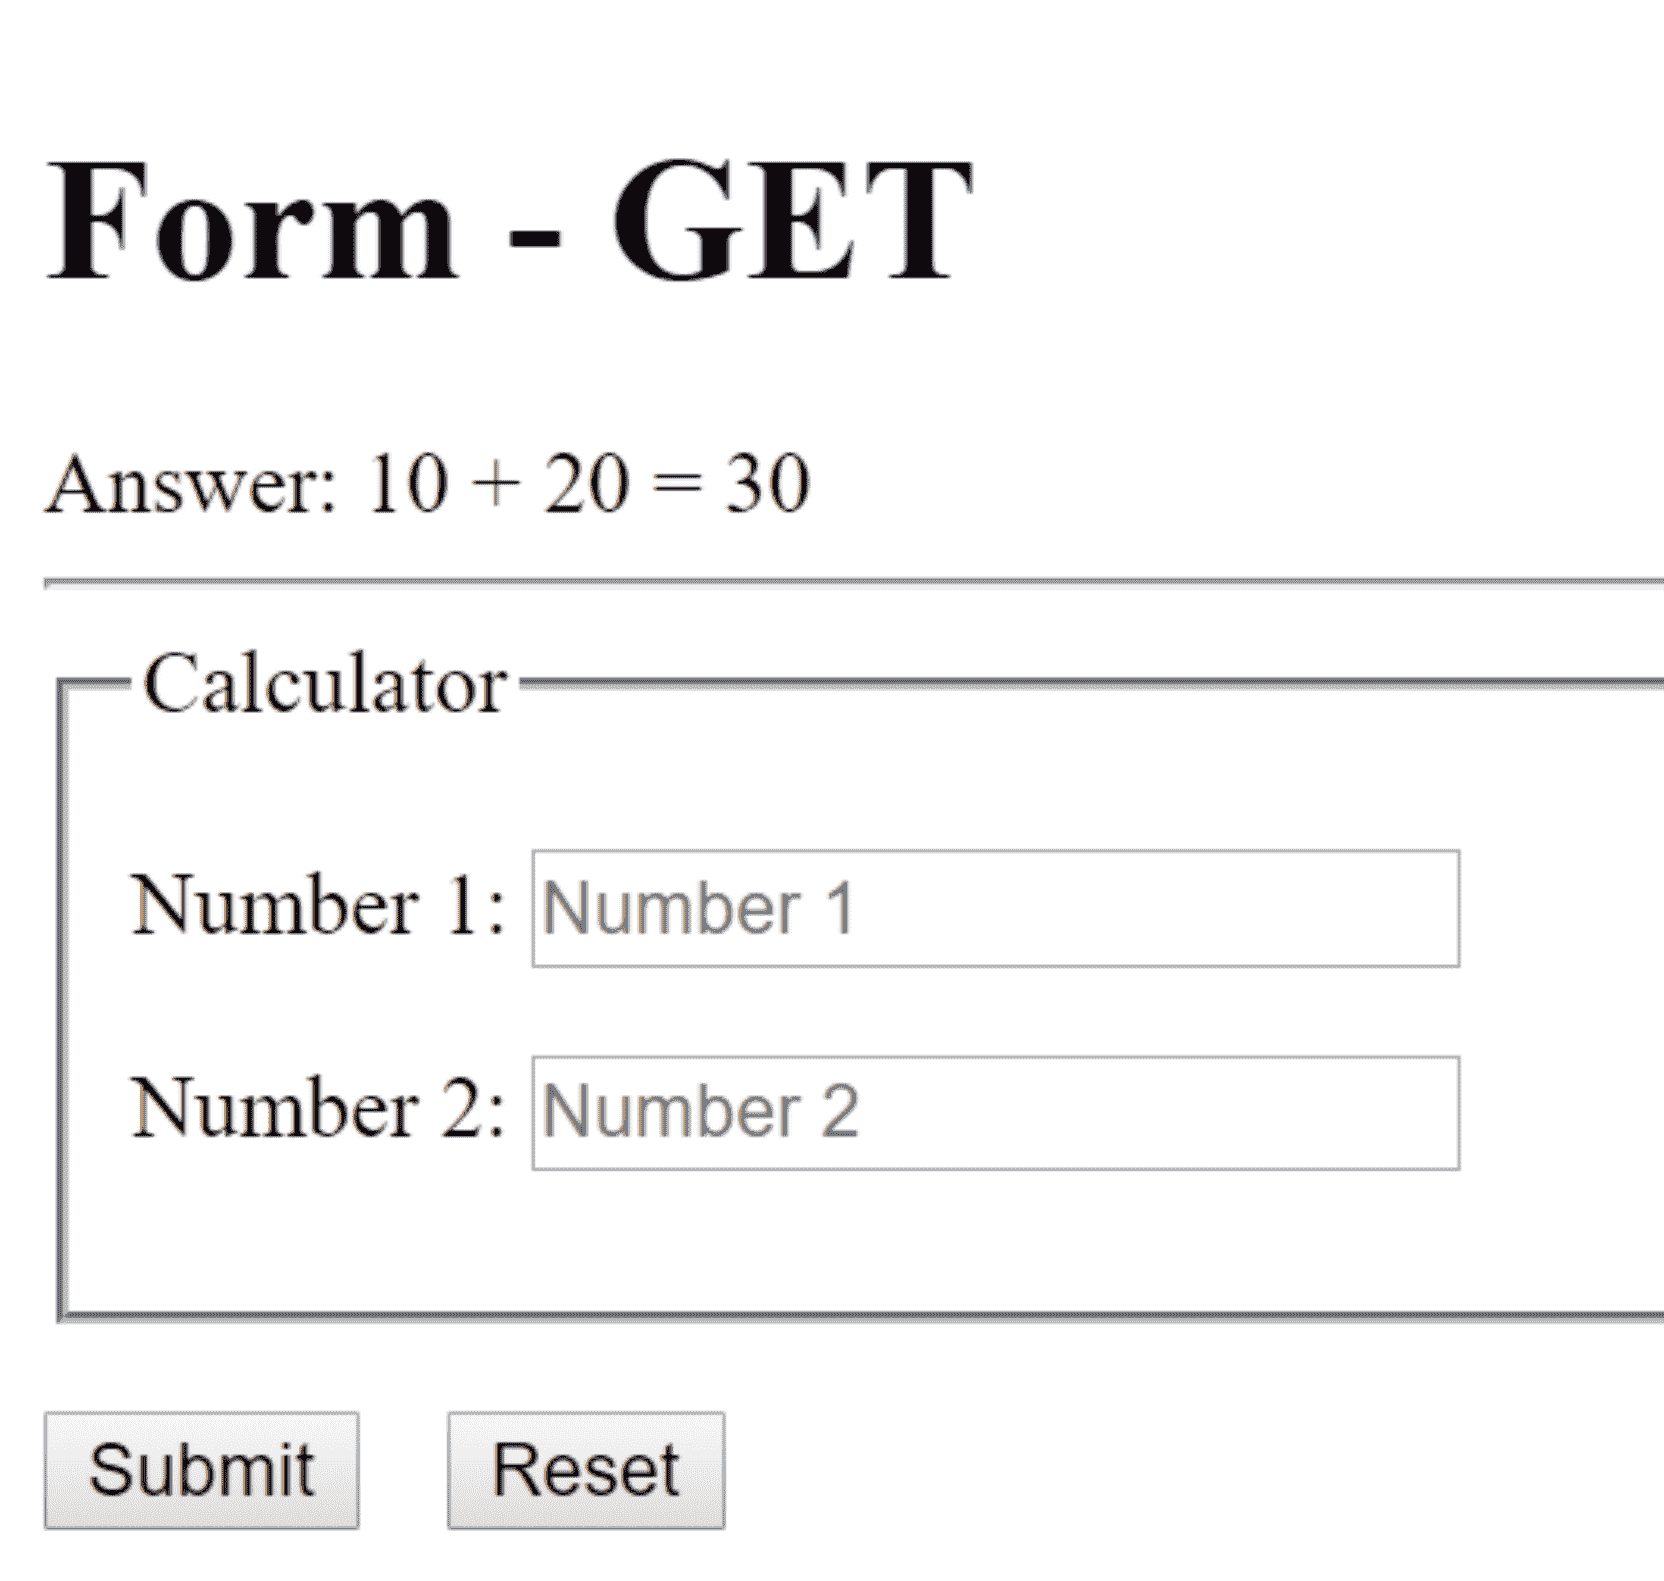 Form - GET
Answer: 10 + 20 = 30
Calculator
Number 1: Number 1
Number 2: Number 2
Submit Reset